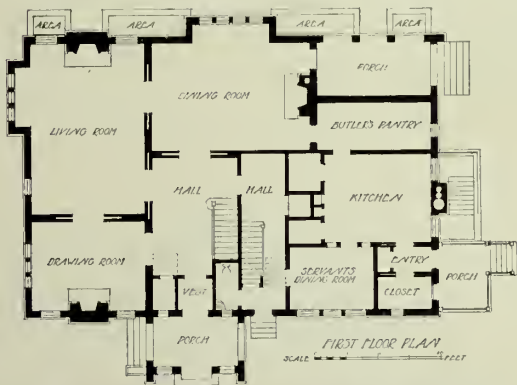 AREA
AREA
AREA
AREA
PORCH
DINING ROOM
LIVING ROOM
BUTLER'S PANTRY
HALL
HALL
KITCHEN
DRAWING ROOM
ENTRY
SERVANTS
DINING ROOM
VEST
CLOSET
PORCH
PORCH
FIRST FLOOR PLAN
SCALE
FEET